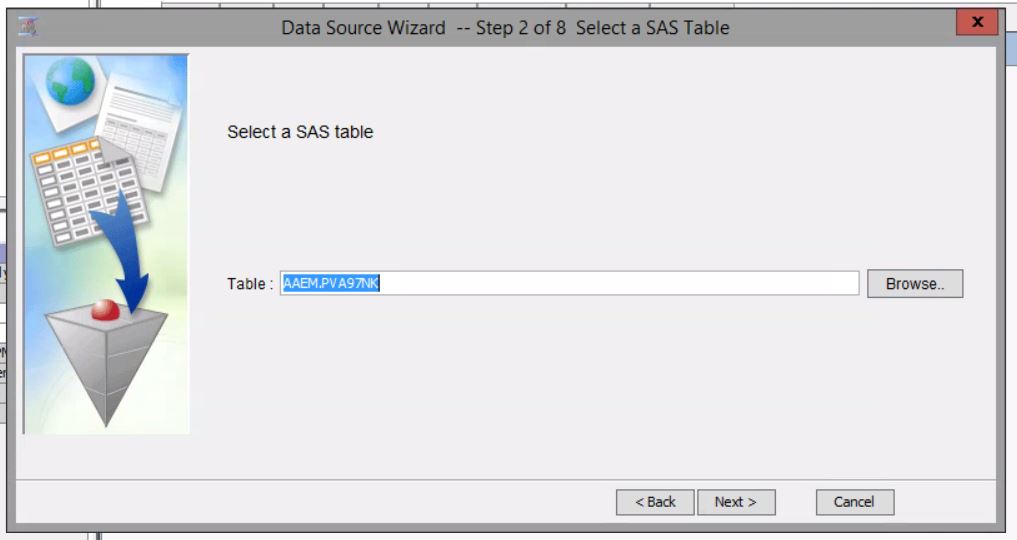 Data Source Wizard -- Step 2 of 8 Select a SAS Table
x
Select a SAS table
Table : AAEM.PVA97NK Browse..
< Back Next > Cancel